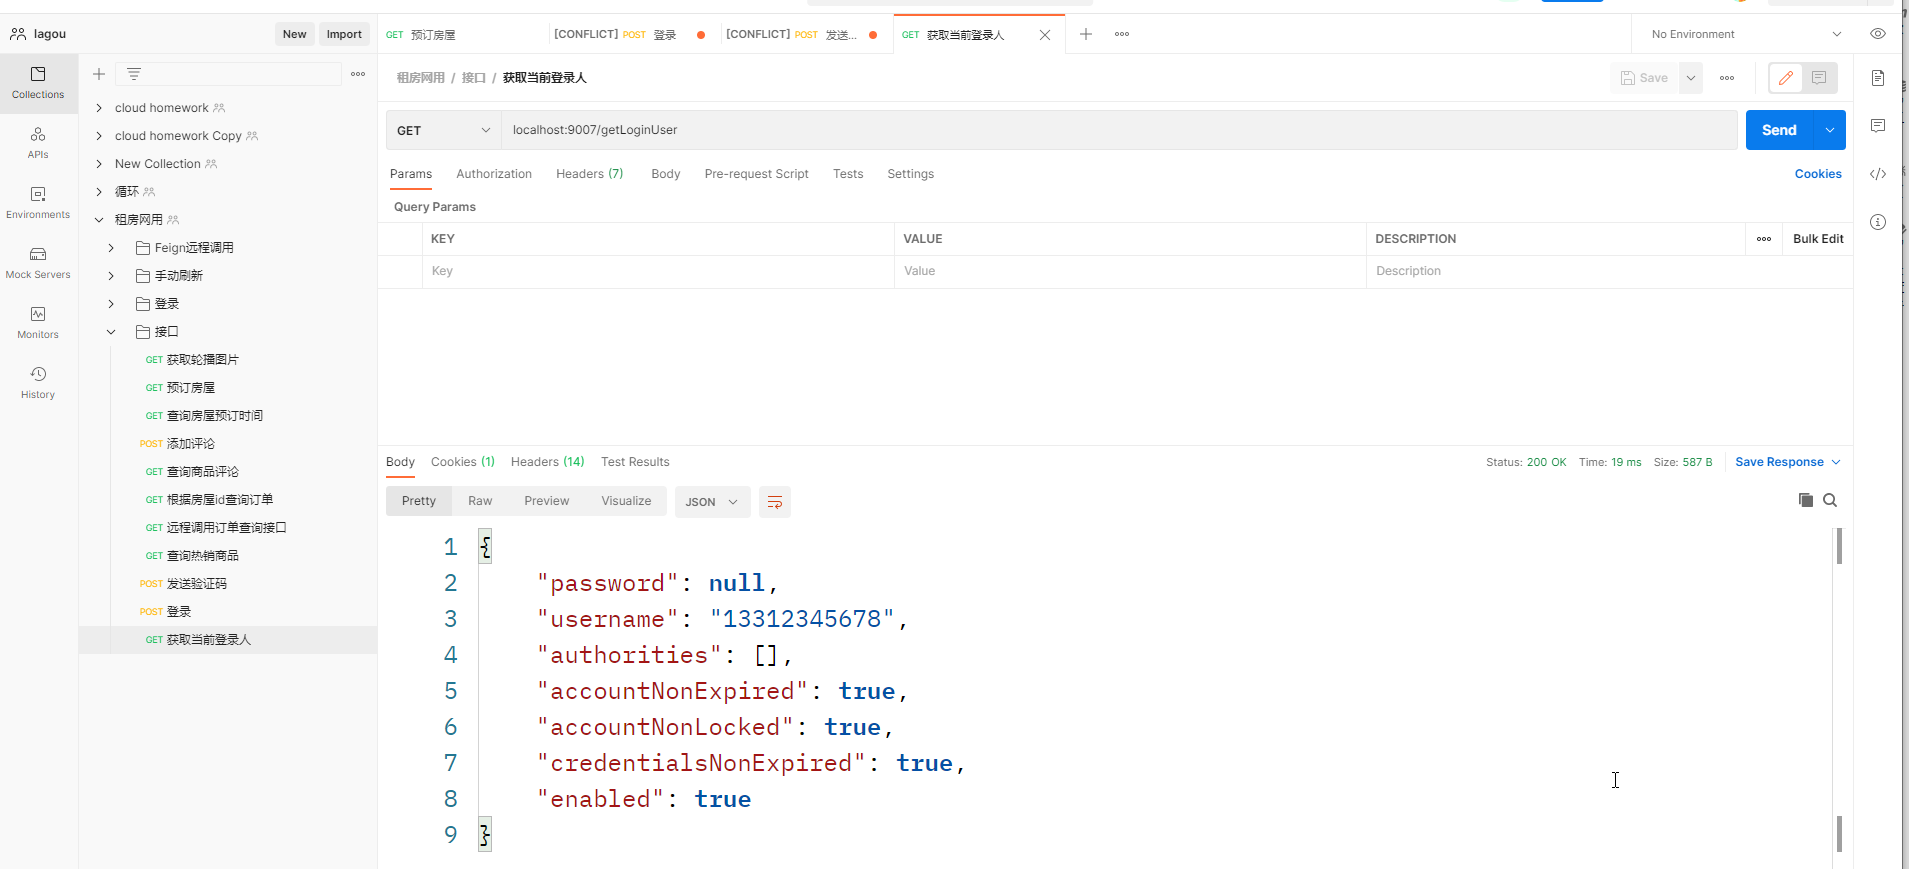 lagou
New
Import
GET 预订房屋
[CONFLICT] POST 登录
[CONFLICT] POST 发送...
GET 获取当前登录人
No Environment
Collections
APIs
Environments
Mock Servers
Monitors
History
cloud homework
cloud homework Copy
New Collection
循环
租房网用
Feign远程调用
手动刷新
登录
接口
GET 获取轮播图片
GET 预订房屋
GET 查询房屋预订时间
POST 添加评论
GET 查询商品评论
GET 根据房屋id查询订单
GET 远程调用订单查询接口
GET 查询热销商品
POST 发送验证码
POST 登录
GET 获取当前登录人
租房网用 / 接口 / 获取当前登录人
Save
GET
localhost:9007/getLoginUser
Send
Params Authorization Headers (7) Body Pre-request Script Tests Settings
Cookies
Query Params
KEY VALUE DESCRIPTION
Bulk Edit
Key Value Description
Body Cookies (1) Headers (14) Test Results
Status: 200 OK Time: 19 ms Size: 587 B Save Response
Pretty Raw Preview Visualize JSON
1 {
2 "password": null,
3 "username": "13312345678",
4 "authorities": [],
5 "accountNonExpired": true,
6 "accountNonLocked": true,
7 "credentialsNonExpired": true,
8 "enabled": true
9 }